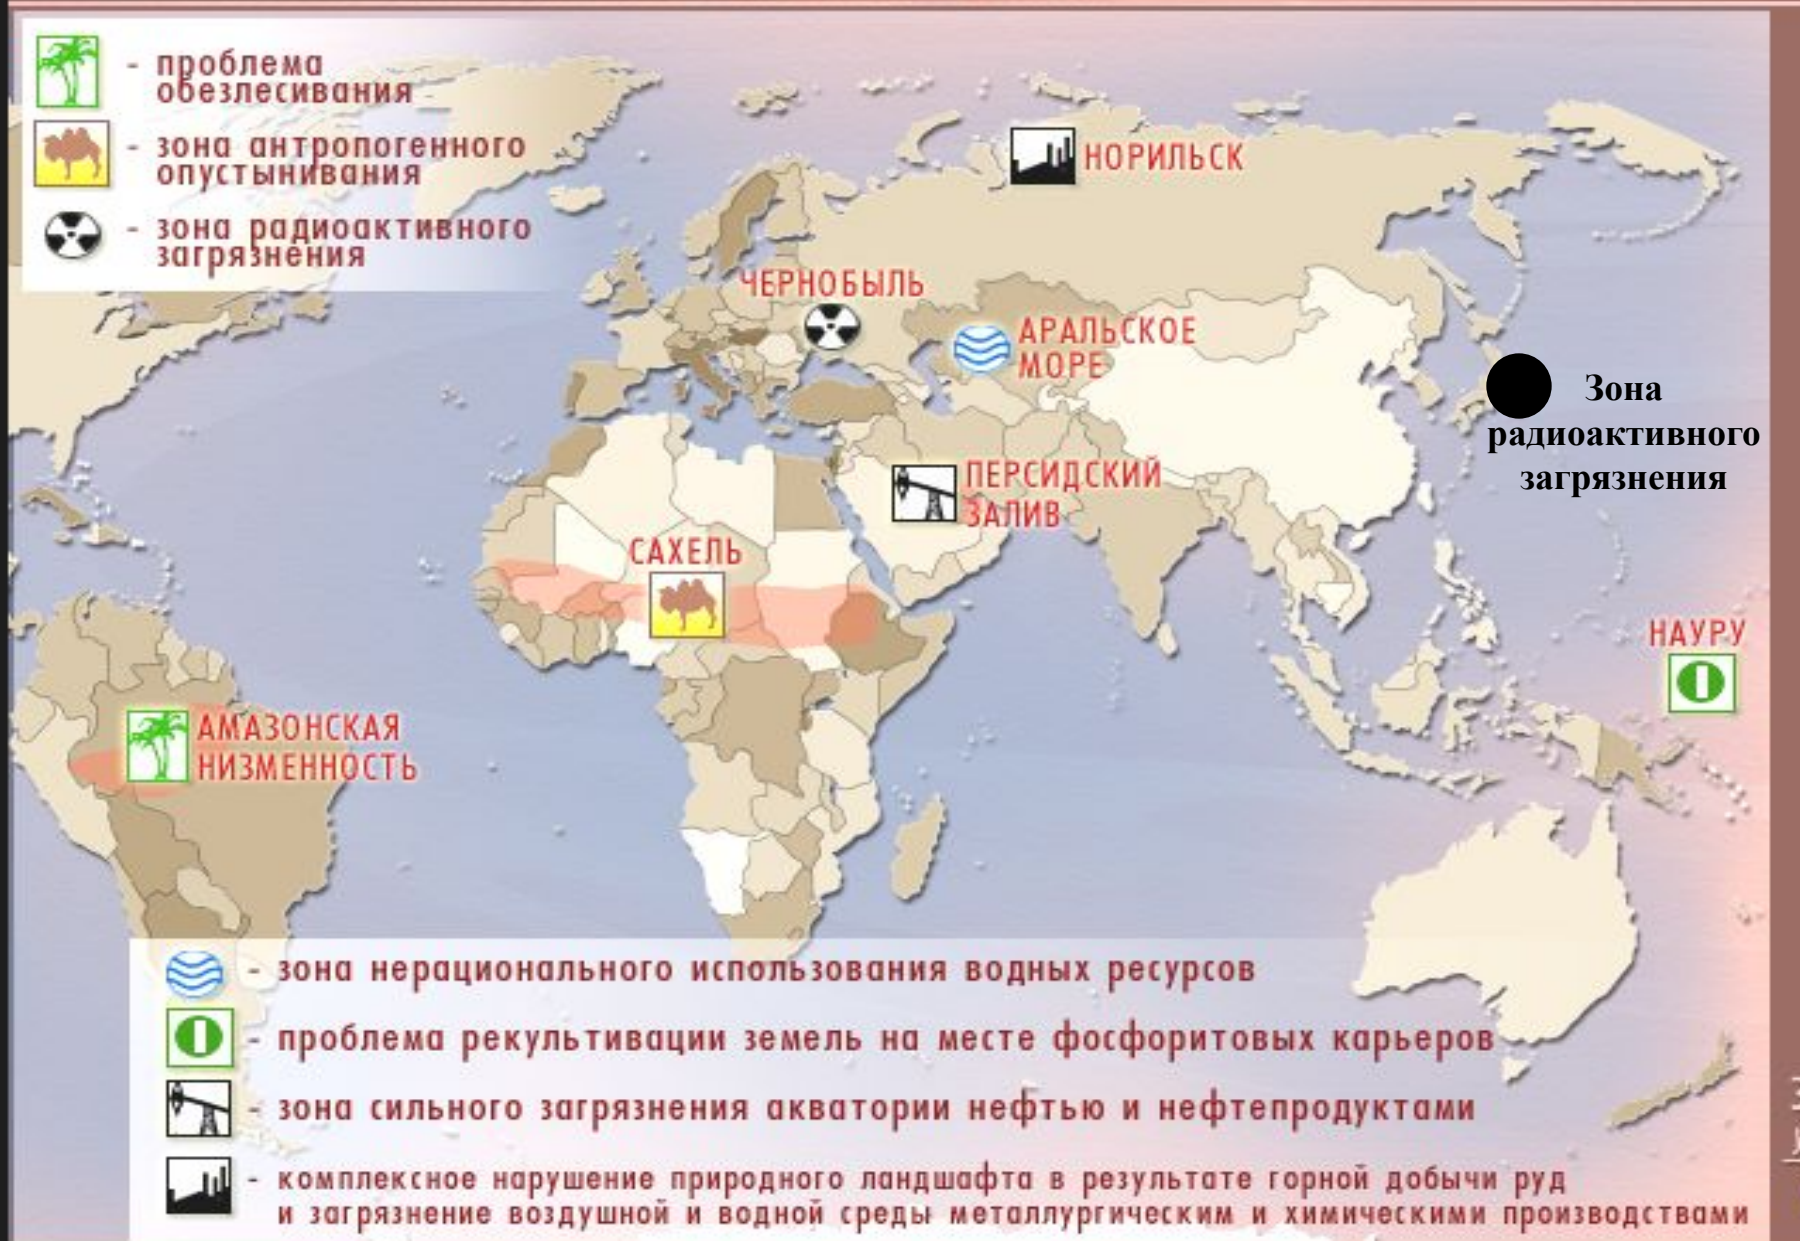 - проблема
обезлесивания
- зона антропогенного
опустынивания
- зона радиоактивного
загрязнения
НОРИЛЬСК
ЧЕРНОБЫЛЬ
АРАЛЬСКОЕ
МОРЕ
Зона
радиоактивного
загрязнения
ПЕРСИДСКИЙ
ЗАЛИВ
САХЕЛЬ
НАУРУ
АМАЗОНСКАЯ
НИЗМЕННОСТЬ
- зона нерационального использования водных ресурсов
- проблема рекультивации земель на месте фосфоритовых карьеров
- зона сильного загрязнения акватории нефтью и нефтепродуктами
- комплексное нарушение природного ландшафта в результате горной добычи руд
и загрязнение воздушной и водной среды металлургическим и химическими производствами